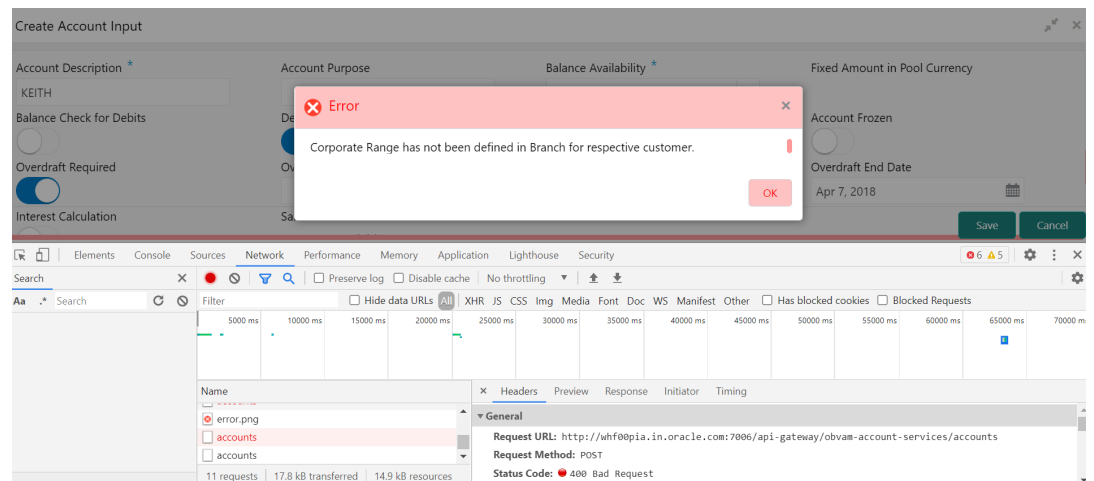 Create Account Input
Account Description * Account Purpose Balance Availability * Fixed Amount in Pool Currency
KEITH
Error
Balance Check for Debits De Account Frozen
Corporate Range has not been defined in Branch for respective customer.
Overdraft Required Ov Overdraft End Date
OK Apr 7, 2018
Interest Calculation Sa Save Cancel
Elements Console Sources Network Performance Memory Application Lighthouse Security 6 5
Search Preserve log Disable cache No throttling
Aa .* Search Filter Hide data URLs All XHR JS CSS Img Media Font Doc WS Manifest Other Has blocked cookies Blocked Requests
5000 ms 10000 ms 15000 ms 20000 ms 25000 ms 30000 ms 35000 ms 40000 ms 45000 ms 50000 ms 55000 ms 60000 ms 65000 ms 70000 m
Name Headers Preview Response Initiator Timing
error.png General
accounts Request URL: http://whf00pia.in.oracle.com:7006/api-gateway/obvam-account-services/accounts
accounts Request Method: POST
11 requests 17.8 kB transferred 14.9 kB resources Status Code: 400 Bad Request